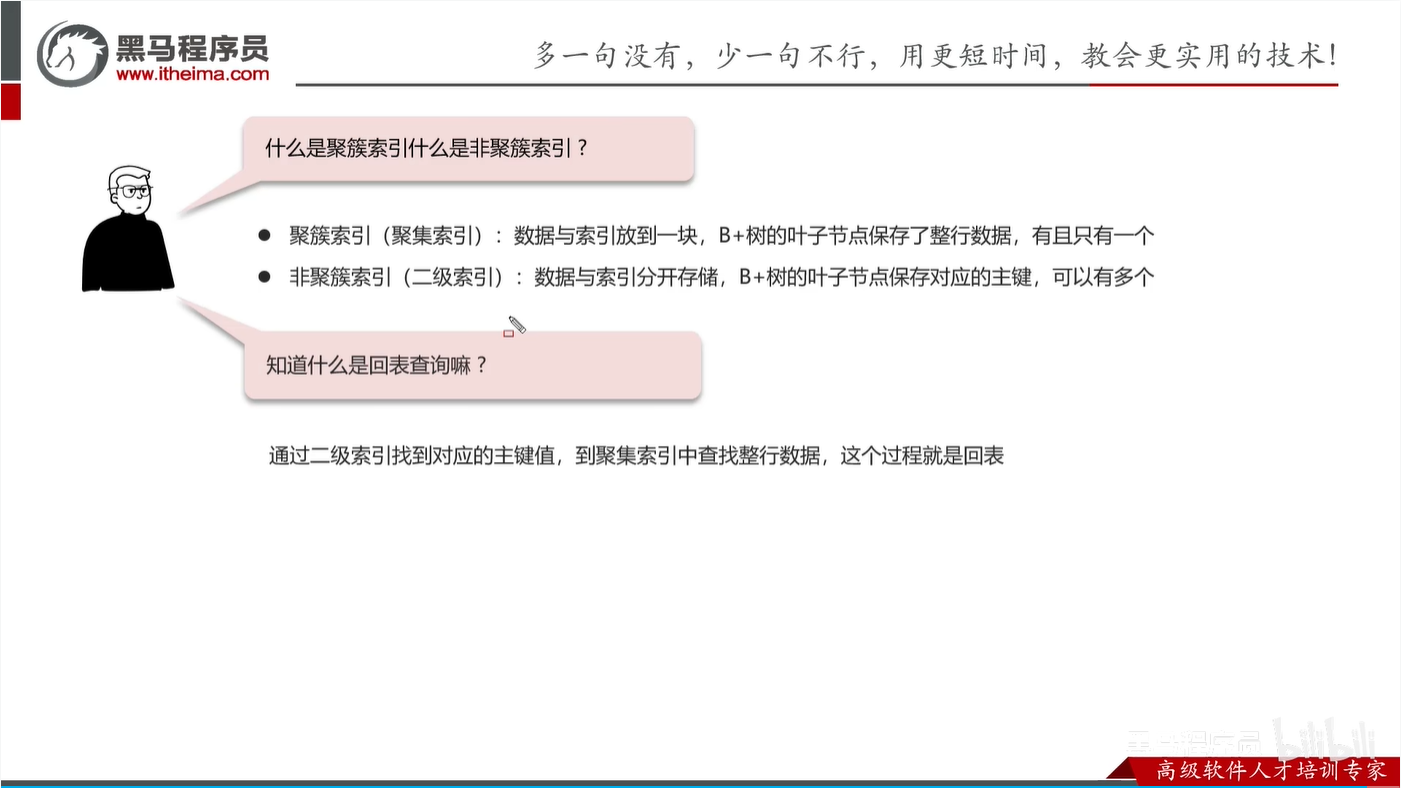 黑马程序员
www.itheima.com
多一句没有，少一句不行，用更短时间，教会更实用的技术！
什么是聚簇索引什么是非聚簇索引？
● 聚簇索引（聚集索引）：数据与索引放到一块，B+树的叶子节点保存了整行数据，有且只有一个
● 非聚簇索引（二级索引）：数据与索引分开存储，B+树的叶子节点保存对应的主键，可以有多个
知道什么是回表查询嘛？
通过二级索引找到对应的主键值，到聚集索引中查找整行数据，这个过程就是回表
黑马程序员 bilibili
高级软件人才培训专家